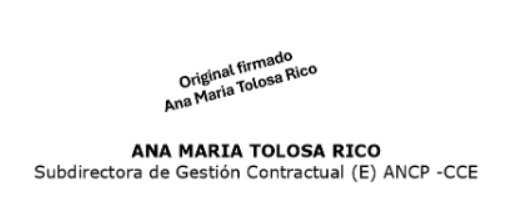 Original firmado
Ana Maria Tolosa Rico
ANA MARIA TOLOSA RICO
Subdirectora de Gestión Contractual (E) ANCP -CCE